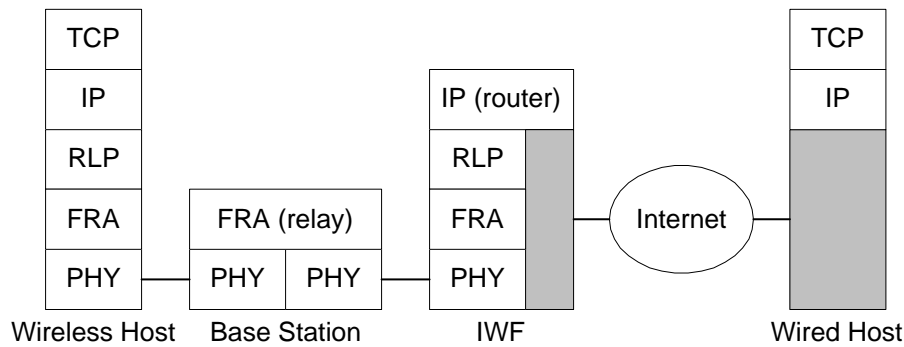 TCP
IP
RLP
FRA
PHY
Wireless Host
FRA (relay)
PHY PHY
Base Station
IP (router)
RLP
FRA
PHY
IWF
Internet
TCP
IP
Wired Host